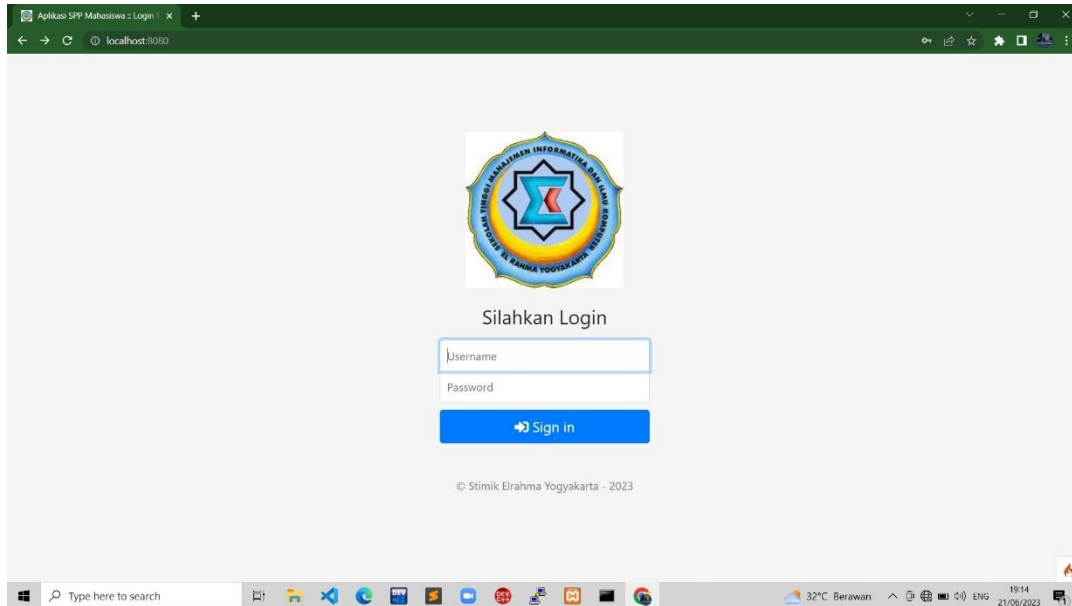 Aplikasi SPP Mahasiswa :: Login
localhost:8080
SEKOLAH TINGGI MANAJEMEN INFORMATIKA DAN ILMU KOMPUTER
EL RAHMA YOGYAKARTA
Silahkan Login
Username
Password
Sign in
© Stimik Elrahma Yogyakarta - 2023
Type here to search
DEV
DEV
C++
32°C Berawan
ENG
19:14
21/06/2023